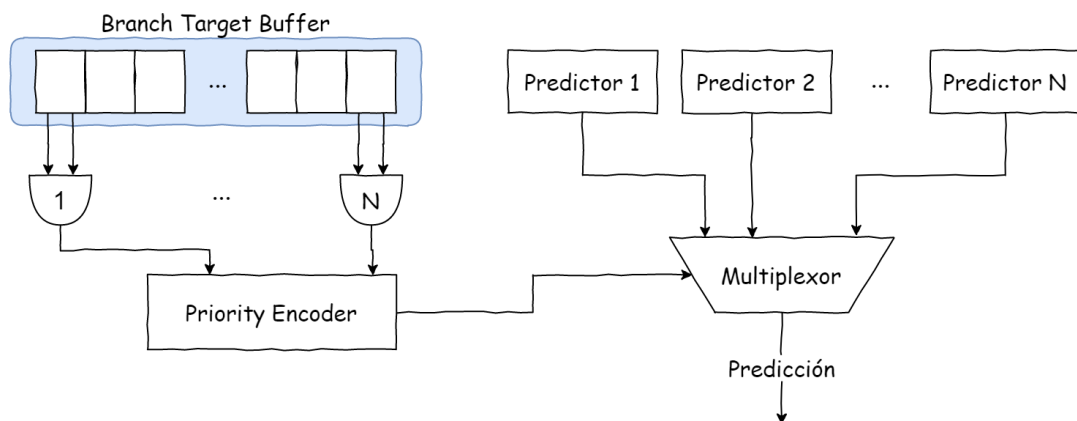 Branch Target Buffer
...
Predictor 1
Predictor 2
...
Predictor N
1
...
N
Priority Encoder
Multiplexor
Predicción